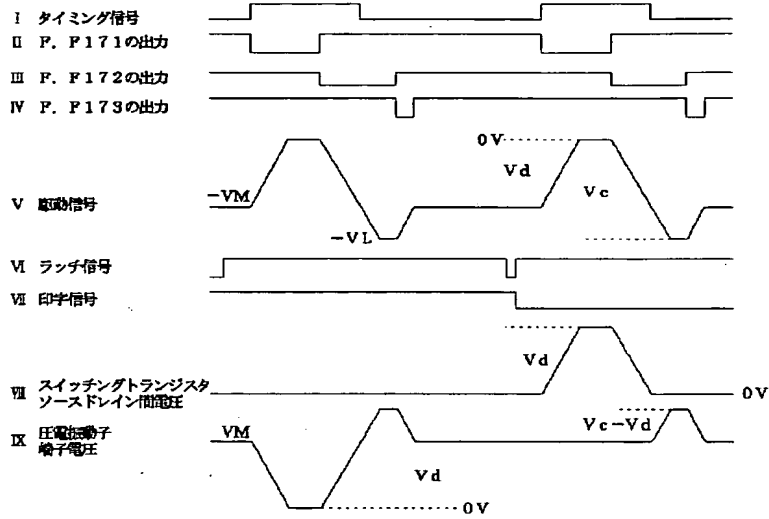 I タイミング信号
II F. F171の出力
III F. F172の出力
IV F. F173の出力
0V
Vd
Vc
-VM
V 駆動信号
-VL
VI ラッチ信号
VII 印字信号
Vd
VIII スイッチングトランジスタ
ソースドレイン間電圧
0V
IX 圧電振動子
端子電圧
VM
Vc-Vd
Vd
0V